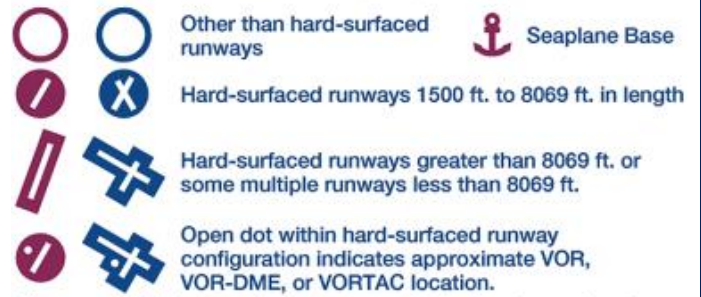 Other than hard-surfaced
runways
Seaplane Base
Hard-surfaced runways 1500 ft. to 8069 ft. in length
Hard-surfaced runways greater than 8069 ft. or
some multiple runways less than 8069 ft.
Open dot within hard-surfaced runway
configuration indicates approximate VOR,
VOR-DME, or VORTAC location.